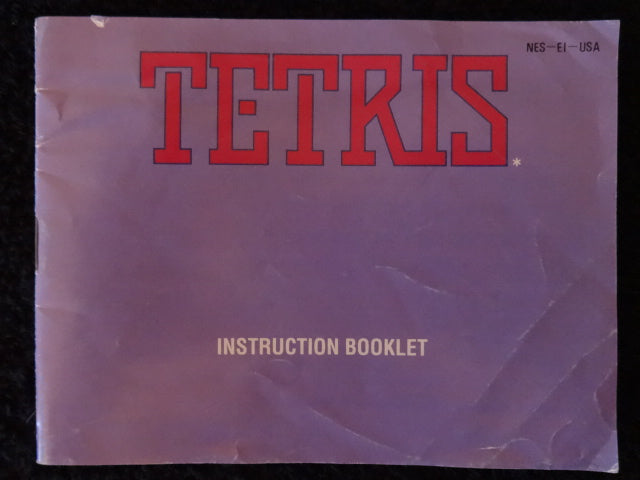 NES-EI-USA
TETRIS*
INSTRUCTION BOOKLET